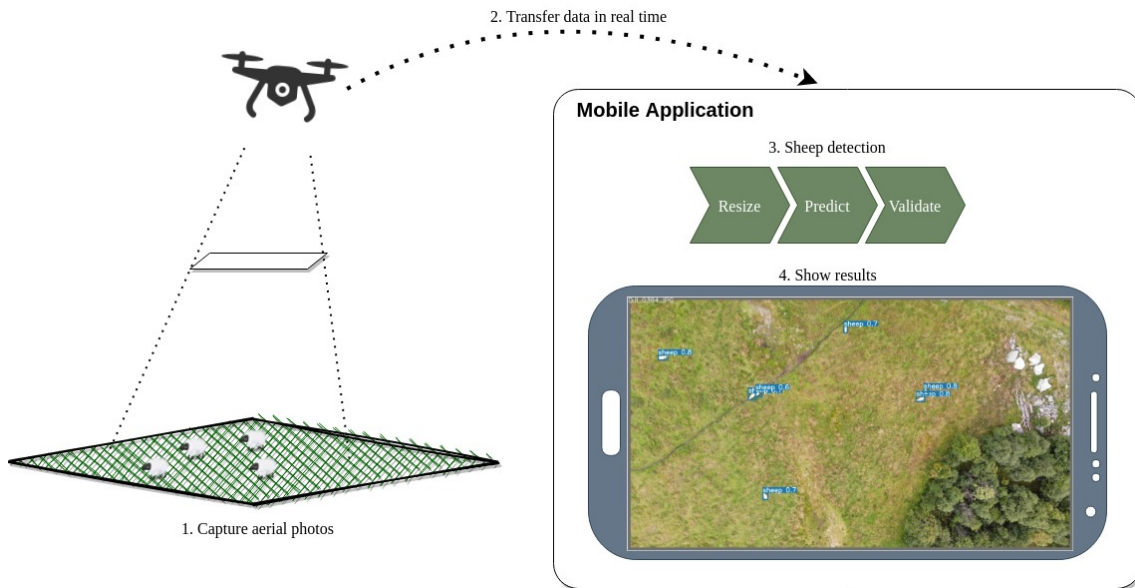 2. Transfer data in real time
Mobile Application
3. Sheep detection
Resize
Predict
Validate
4. Show results
DJI_0304.JPG
sheep 0.7
sheep 0.8
sheep 0.6
sheep 0.8
sheep 0.8
sheep 0.7
1. Capture aerial photos